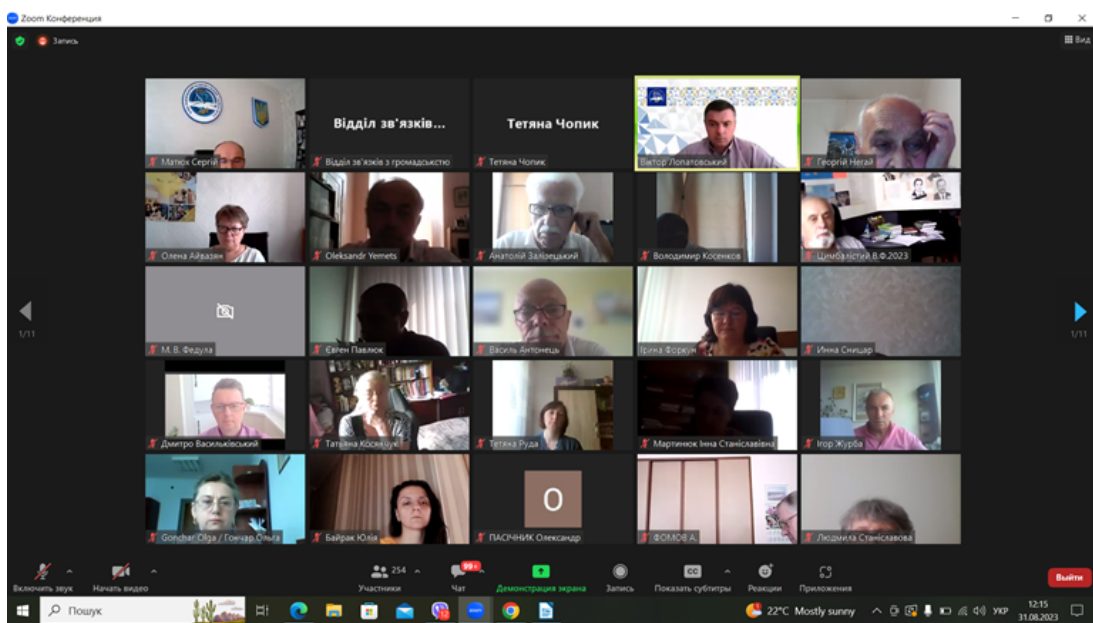 Zoom Конференция
Запись
Вид
Матюх Сергій
Відділ зв'язків...
Відділ зв'язків з громадськстю
Тетяна Чопик
Тетяна Чопик
Віктор Лопатовський
Георгій Негай
Олена Айвазян
Oleksandr Yemets
Анатолій Залізецький
Володимир Косенков
Цимбалістий В.Ф.2023
1/11
М. В. Федула
Євген Павлюк
Василь Антонець
Ірина Форкун
Инна Снищар
1/11
Дмитро Васильківський
Татьяна Косянчук
Тетяна Руда
Мартинюк Інна Станіславівна
Ігор Журба
Gonchar Olga / Гончар Ольга
Байрак Юлія
О
ПАСІЧНИК Олександр
ФОМОВ А.
Людмила Станіславова
Включить звук
Начать видео
254
Участники
99+
Чат
Демонстрация экрана
Запись
CC
Показать субтитры
Реакции
Приложения
Выйти
Пошук
22°C Mostly sunny
УКР
12:15
31.08.2023